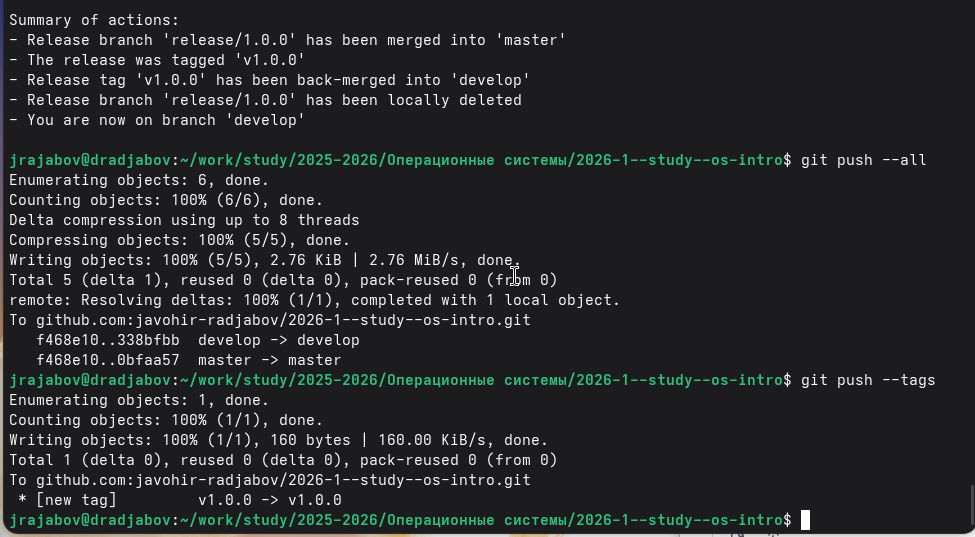 Summary of actions:
- Release branch 'release/1.0.0' has been merged into 'master'
- The release was tagged 'v1.0.0'
- Release tag 'v1.0.0' has been back-merged into 'develop'
- Release branch 'release/1.0.0' has been locally deleted
- You are now on branch 'develop'

jrajabov@dradjabov:~/work/study/2025-2026/Операционные системы/2026-1--study--os-intro$ git push --all
Enumerating objects: 6, done.
Counting objects: 100% (6/6), done.
Delta compression using up to 8 threads
Compressing objects: 100% (5/5), done.
Writing objects: 100% (5/5), 2.76 KiB | 2.76 MiB/s, done.
Total 5 (delta 1), reused 0 (delta 0), pack-reused 0 (from 0)
remote: Resolving deltas: 100% (1/1), completed with 1 local object.
To github.com:javohir-radjabov/2026-1--study--os-intro.git
   f468e10..338bfbb  develop -> develop
   f468e10..0bfaa57  master -> master
jrajabov@dradjabov:~/work/study/2025-2026/Операционные системы/2026-1--study--os-intro$ git push --tags
Enumerating objects: 1, done.
Counting objects: 100% (1/1), done.
Writing objects: 100% (1/1), 160 bytes | 160.00 KiB/s, done.
Total 1 (delta 0), reused 0 (delta 0), pack-reused 0 (from 0)
To github.com:javohir-radjabov/2026-1--study--os-intro.git
 * [new tag]         v1.0.0 -> v1.0.0
jrajabov@dradjabov:~/work/study/2025-2026/Операционные системы/2026-1--study--os-intro$